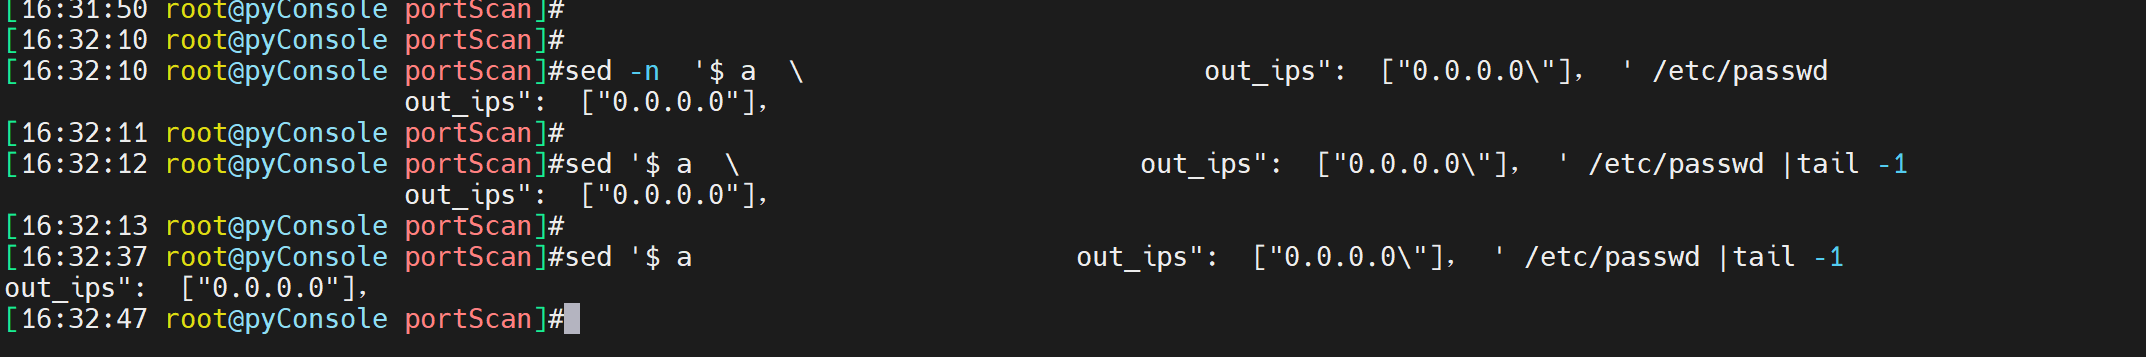 [16:31:50 root@pyConsole portScan]#
[16:32:10 root@pyConsole portScan]#
[16:32:10 root@pyConsole portScan]#sed -n  '$ a  \                         out_ips":  ["0.0.0.0\"],  ' /etc/passwd
                         out_ips":  ["0.0.0.0"],
[16:32:11 root@pyConsole portScan]#
[16:32:12 root@pyConsole portScan]#sed '$ a  \                         out_ips":  ["0.0.0.0\"],  ' /etc/passwd |tail -1
                         out_ips":  ["0.0.0.0"],
[16:32:13 root@pyConsole portScan]#
[16:32:37 root@pyConsole portScan]#sed '$ a                        out_ips":  ["0.0.0.0\"],  ' /etc/passwd |tail -1
out_ips":  ["0.0.0.0"],
[16:32:47 root@pyConsole portScan]#